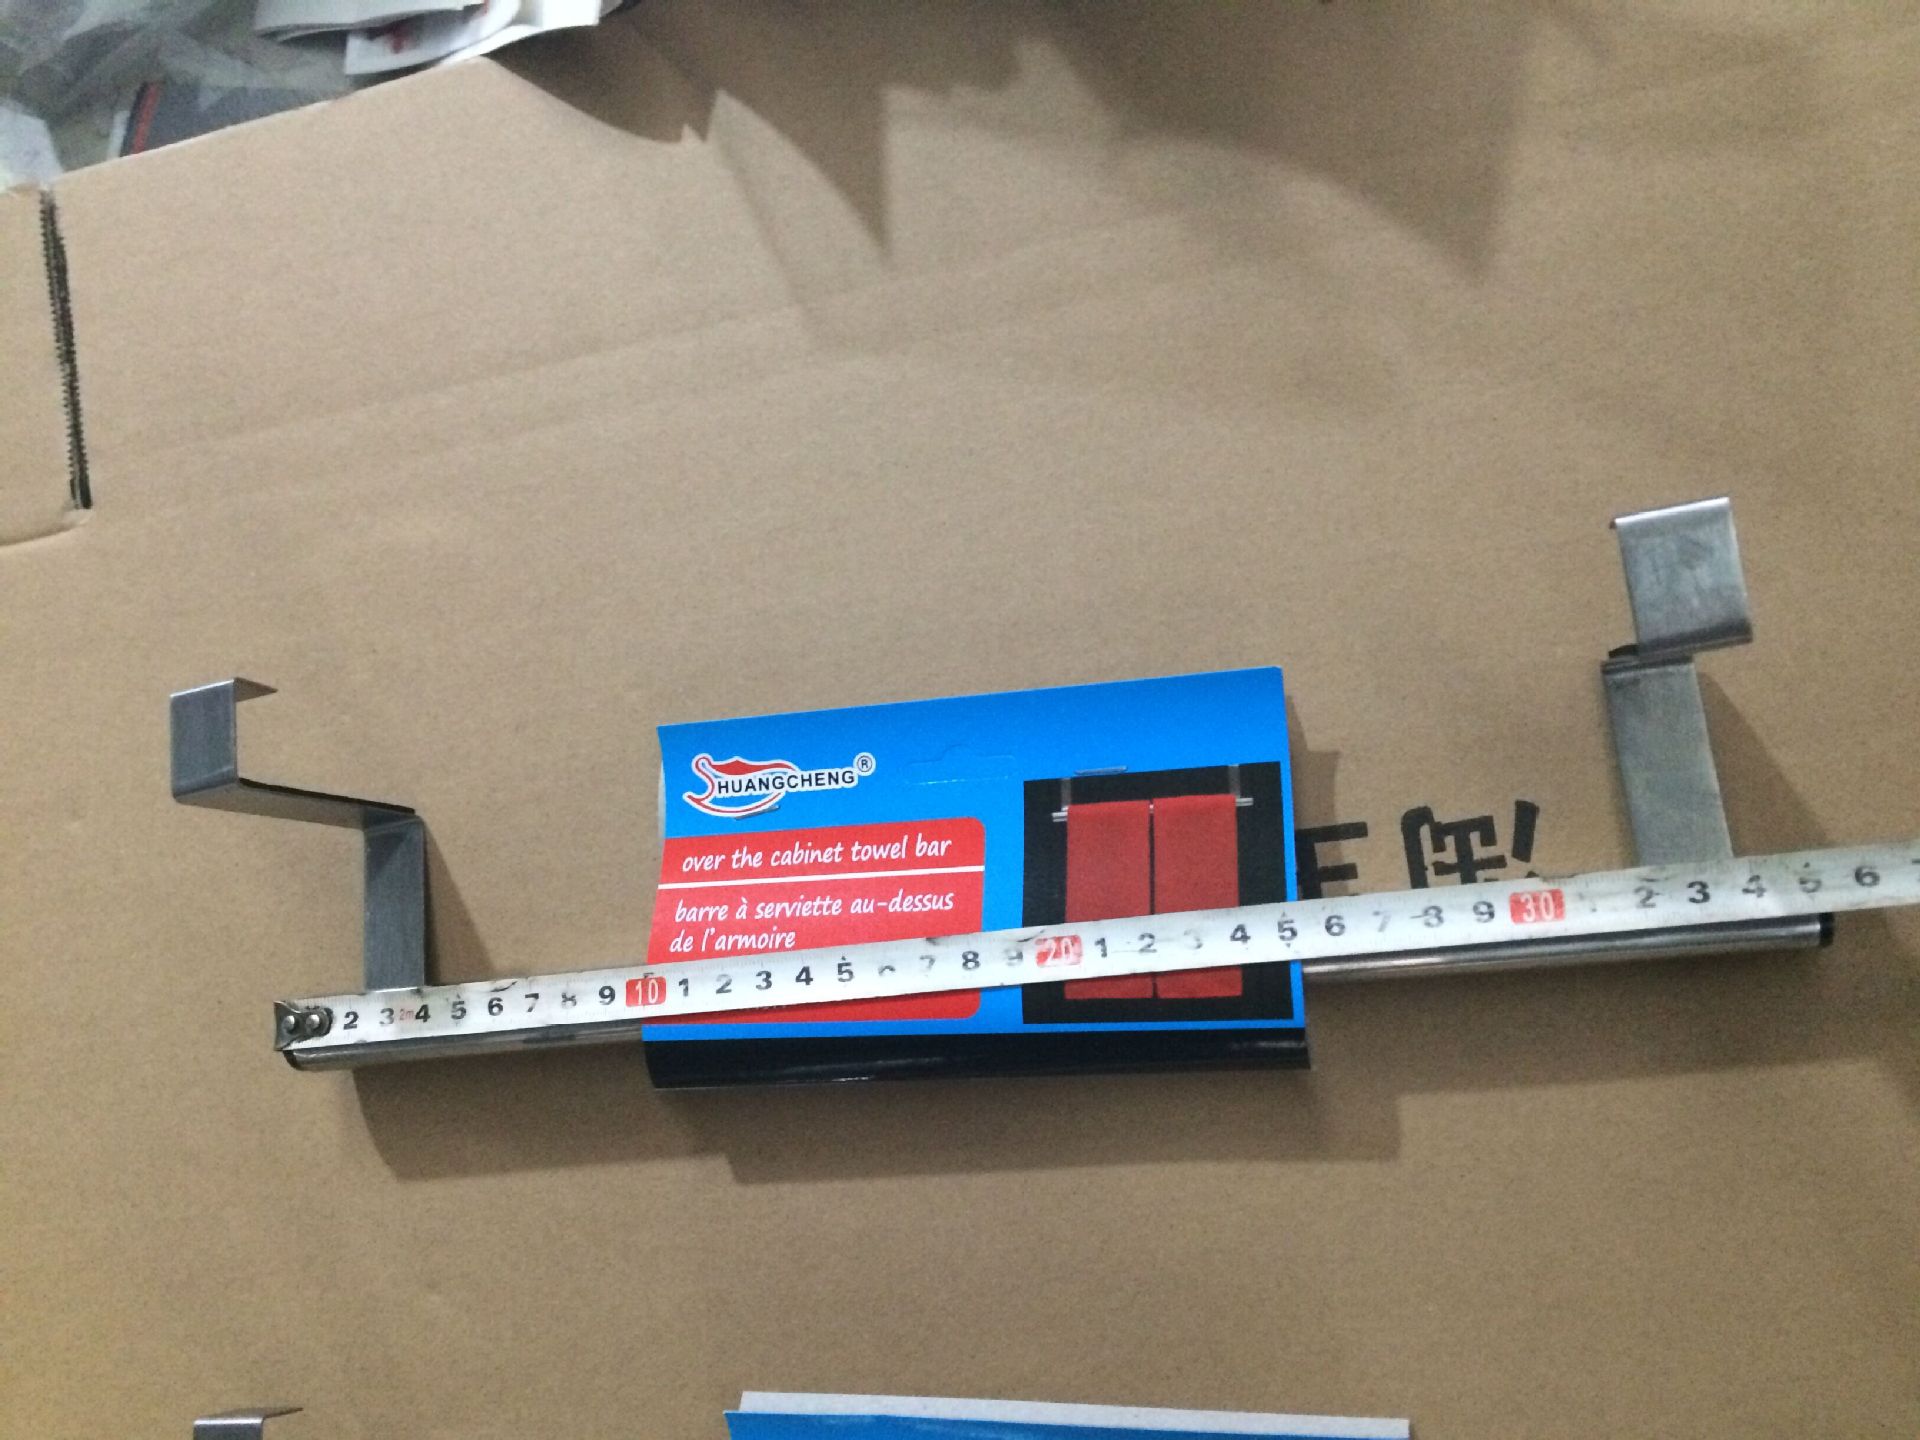 SHUANGCHENG®
over the cabinet towel bar
barre à serviette au-dessus
de l'armoire
2 3 2m 4 5 6 7 8 9 10 1 2 3 4 5 6 7 8 9 20 1 2 3 4 5 6 7 8 9 30 1 2 3 4 5 6